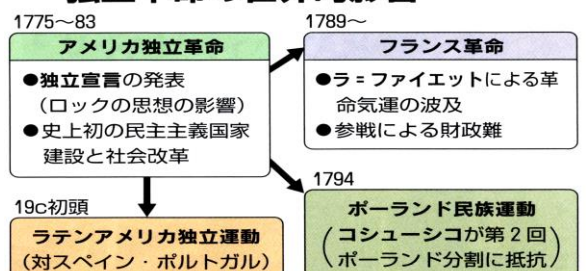 独立革命の世界的影響
1775～83
アメリカ独立革命
●独立宣言の発表
(ロックの思想の影響)
●史上初の民主主義国家
建設と社会改革
1789～
フランス革命
●ラ=ファイエットによる革
命気運の波及
●参戦による財政難
19c初頭
ラテンアメリカ独立運動
(対スペイン・ポルトガル)
1794
ポーランド民族運動
(コシューシコが第2回
ポーランド分割に抵抗)